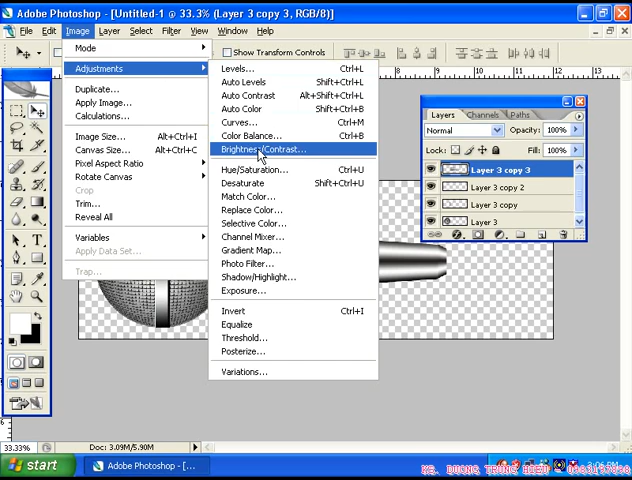 Adobe Photoshop - [Untitled-1 @ 33.3% (Layer 3 copy 3, RGB/8)]
File Edit Image Layer Select Filter View Window Help
Show Transform Controls
Mode
Adjustments
Duplicate...
Apply Image...
Calculations...
Image Size... Alt+Ctrl+I
Canvas Size... Alt+Ctrl+C
Pixel Aspect Ratio
Rotate Canvas
Crop
Trim...
Reveal All
Variables
Apply Data Set...
Trap...
Levels... Ctrl+L
Auto Levels Shift+Ctrl+L
Auto Contrast Alt+Shift+Ctrl+L
Auto Color Shift+Ctrl+B
Curves... Ctrl+M
Color Balance... Ctrl+B
Brightness/Contrast...
Hue/Saturation... Ctrl+U
Desaturate Shift+Ctrl+U
Match Color...
Replace Color...
Selective Color...
Channel Mixer...
Gradient Map...
Photo Filter...
Shadow/Highlight...
Exposure...
Invert Ctrl+I
Equalize
Threshold...
Posterize...
Variations...
8 9 10 11 12 13
Layers Channels Paths
Normal Opacity: 100%
Lock: Fill: 100%
Layer 3 copy 3
Layer 3 copy 2
Layer 3 copy
Layer 3
33.33% Doc: 3.09M/5.90M
start Adobe Photoshop - [...